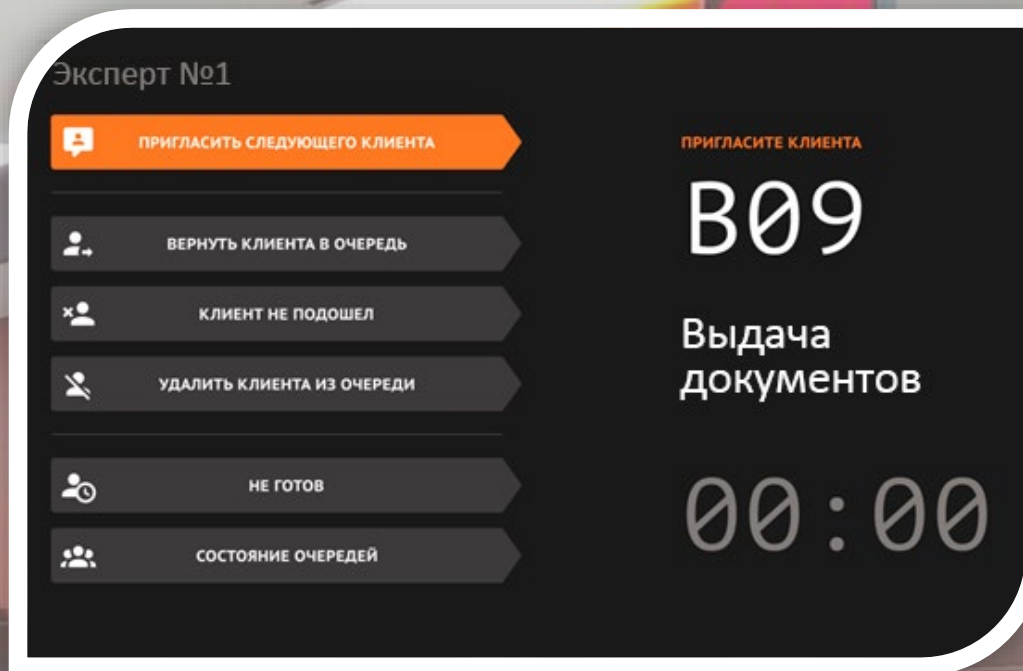 Эксперт №1
ПРИГЛАСИТЬ СЛЕДУЮЩЕГО КЛИЕНТА
ВЕРНУТЬ КЛИЕНТА В ОЧЕРЕДЬ
КЛИЕНТ НЕ ПОДОШЕЛ
УДАЛИТЬ КЛИЕНТА ИЗ ОЧЕРЕДИ
НЕ ГОТОВ
СОСТОЯНИЕ ОЧЕРЕДЕЙ
ПРИГЛАСИТЕ КЛИЕНТА
В09
Выдача
документов
00:00